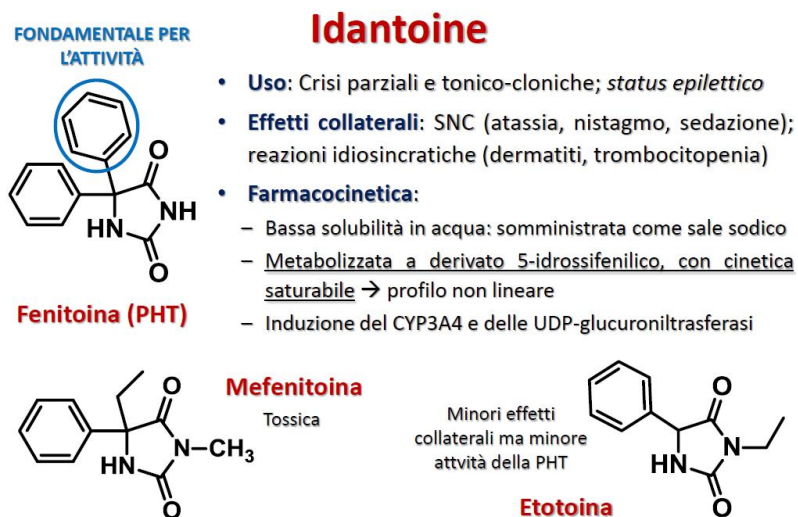 Idantoine
FONDAMENTALE PER
L'ATTIVITÀ
• Uso: Crisi parziali e tonico-cloniche; status epilettico
• Effetti collaterali: SNC (atassia, nistagmo, sedazione);
reazioni idiosincratiche (dermatiti, trombocitopenia)
• Farmacocinetica:
– Bassa solubilità in acqua: somministrata come sale sodico
– Metabolizzata a derivato 5-idrossifenilico, con cinetica
saturabile → profilo non lineare
– Induzione del CYP3A4 e delle UDP-glucuroniltrasferasi
O
NH
HN
O
Fenitoina (PHT)
O
N-CH3
HN
O
Mefenitoina
Tossica
Minori effetti
collaterali ma minore
attvità della PHT
O
N
HN
O
Etotoina